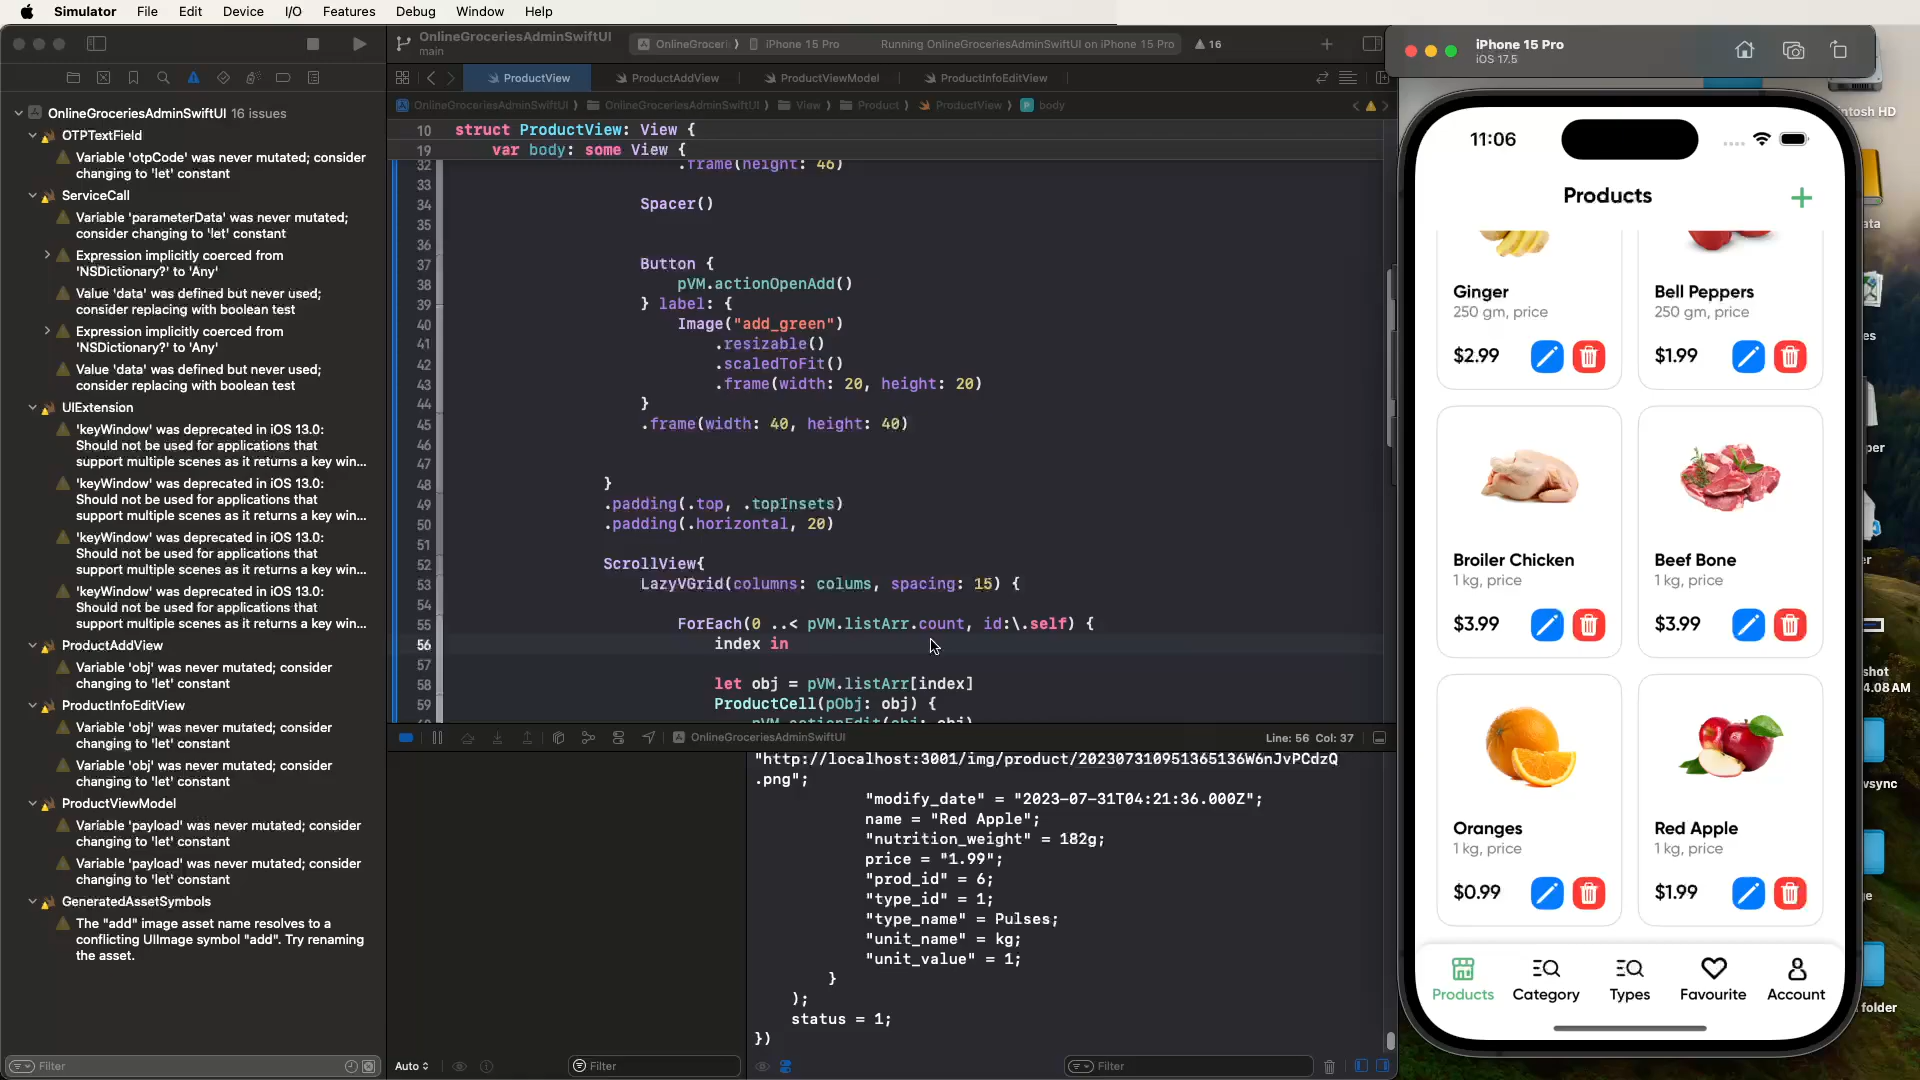 Simulator File Edit Device I/O Features Debug Window Help
OnlineGroceriesAdminSwiftUI
main
OnlineGroceri
iPhone 15 Pro
Running OnlineGroceriesAdminSwiftUI on iPhone 15 Pro
16
ProductView
ProductAddView
ProductViewModel
ProductInfoEditView
OnlineGroceriesAdminSwiftUI
OnlineGroceriesAdminSwiftUI
View
Product
ProductView
body
OnlineGroceriesAdminSwiftUI 16 issues
OTPTextField
Variable 'otpCode' was never mutated; consider
changing to 'let' constant
ServiceCall
Variable 'parameterData' was never mutated;
consider changing to 'let' constant
Expression implicitly coerced from
'NSDictionary?' to 'Any'
Value 'data' was defined but never used;
consider replacing with boolean test
Expression implicitly coerced from
'NSDictionary?' to 'Any'
Value 'data' was defined but never used;
consider replacing with boolean test
UIExtension
'keyWindow' was deprecated in iOS 13.0:
Should not be used for applications that
support multiple scenes as it returns a key win...
'keyWindow' was deprecated in iOS 13.0:
Should not be used for applications that
support multiple scenes as it returns a key win...
'keyWindow' was deprecated in iOS 13.0:
Should not be used for applications that
support multiple scenes as it returns a key win...
'keyWindow' was deprecated in iOS 13.0:
Should not be used for applications that
support multiple scenes as it returns a key win...
ProductAddView
Variable 'obj' was never mutated; consider
changing to 'let' constant
ProductInfoEditView
Variable 'obj' was never mutated; consider
changing to 'let' constant
Variable 'obj' was never mutated; consider
changing to 'let' constant
ProductViewModel
Variable 'payload' was never mutated; consider
changing to 'let' constant
Variable 'payload' was never mutated; consider
changing to 'let' constant
GeneratedAssetSymbols
The "add" image asset name resolves to a
conflicting UIImage symbol "add". Try renaming
the asset.
Filter
10 struct ProductView: View {
19 var body: some View {
32 .frame(height: 46)
33
34 Spacer()
35
36
37 Button {
38 pVM.actionOpenAdd()
39 } label: {
40 Image("add_green")
41 .resizable()
42 .scaledToFit()
43 .frame(width: 20, height: 20)
44 }
45 .frame(width: 40, height: 40)
46
47
48 }
49 .padding(.top, .topInsets)
50 .padding(.horizontal, 20)
51
52 ScrollView{
53 LazyVGrid(columns: colums, spacing: 15) {
54
55 ForEach(0 ..< pVM.listArr.count, id:\.self) {
56 index in
57
58 let obj = pVM.listArr[index]
59 ProductCell(pObj: obj) {
pVM.actionEdit(obj: obj)
OnlineGroceriesAdminSwiftUI
Line: 56 Col: 37
"http://localhost:3001/img/product/202307310951365136W6nJvPCdzQ
.png";
"modify_date" = "2023-07-31T04:21:36.000Z";
name = "Red Apple";
"nutrition_weight" = 182g;
price = "1.99";
"prod_id" = 6;
"type_id" = 1;
"type_name" = Pulses;
"unit_name" = kg;
"unit_value" = 1;
}
);
status = 1;
})
Auto
Filter
Filter
iPhone 15 Pro
iOS 17.5
11:06
Products
Ginger
250 gm, price
$2.99
Bell Peppers
250 gm, price
$1.99
Broiler Chicken
1 kg, price
$3.99
Beef Bone
1 kg, price
$3.99
Oranges
1 kg, price
$0.99
Red Apple
1 kg, price
$1.99
Products
Category
Types
Favourite
Account
HD
4.08 AM
folder